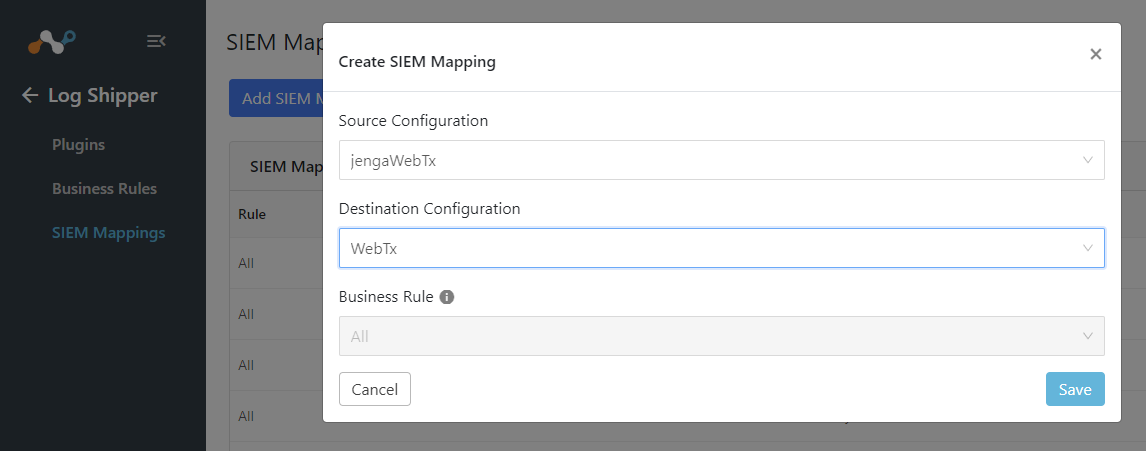 SIEM Map
Create SIEM Mapping
Log Shipper
Add SIEM M
Source Configuration
Plugins
jengaWebTx
SIEM Map
Business Rules
Destination Configuration
Rule
SIEM Mappings
WebTx
All
Business Rule
All
All
All
Cancel
Save
All